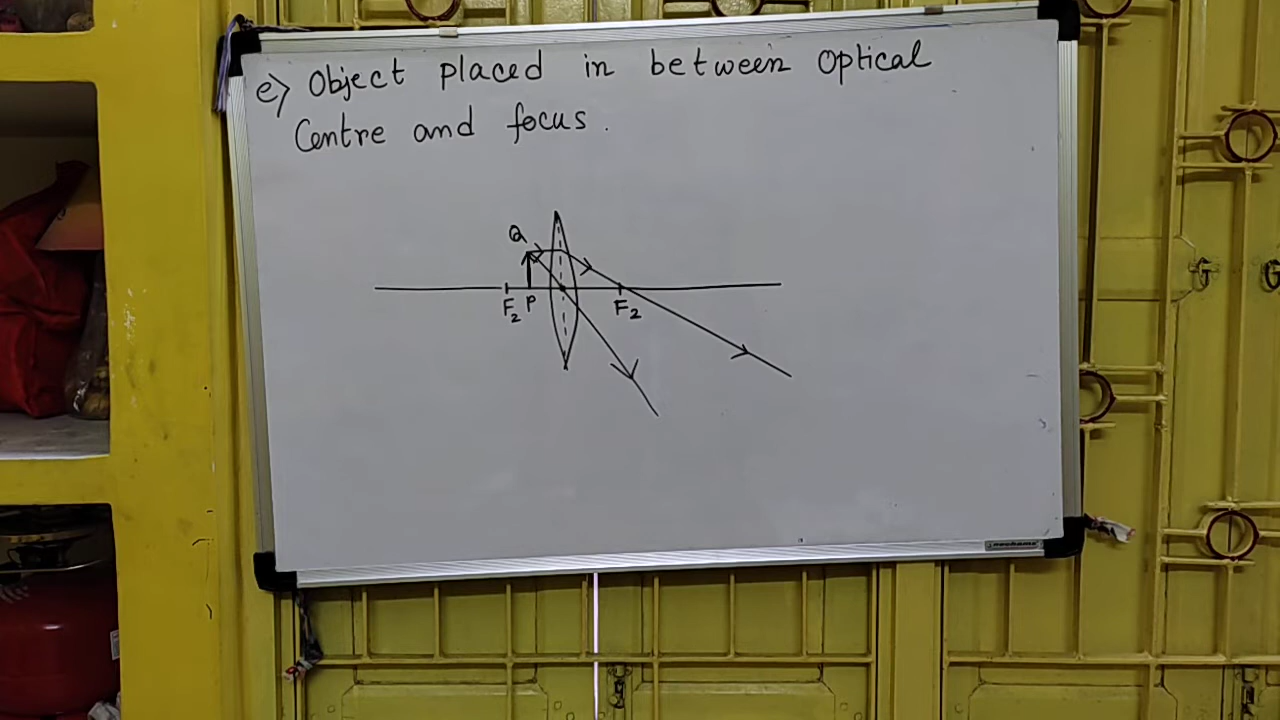 e) Object placed in between Optical
Centre and focus.
Q
F2 P F2